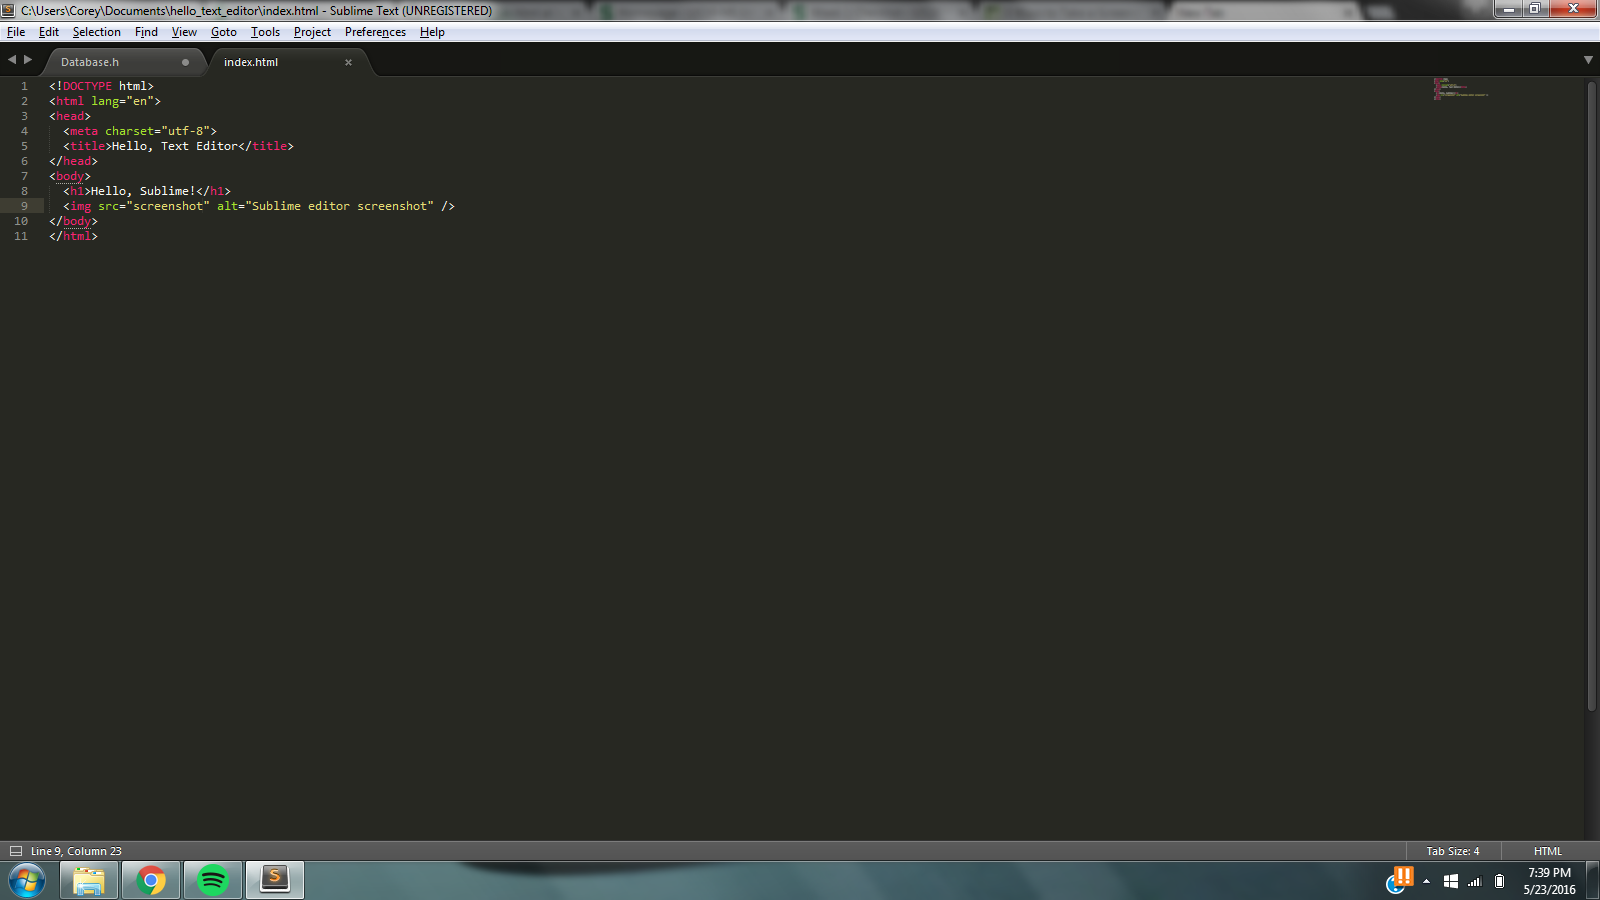 C:\Users\Corey\Documents\hello_text_editor\index.html - Sublime Text (UNREGISTERED)
File Edit Selection Find View Goto Tools Project Preferences Help
Database.h index.html
1 <!DOCTYPE html>
2 <html lang="en">
3 <head>
4 <meta charset="utf-8">
5 <title>Hello, Text Editor</title>
6 </head>
7 <body>
8 <h1>Hello, Sublime!</h1>
9 <img src="screenshot" alt="Sublime editor screenshot" />
10 </body>
11 </html>
Line 9, Column 23 Tab Size: 4 HTML
7:39 PM
5/23/2016